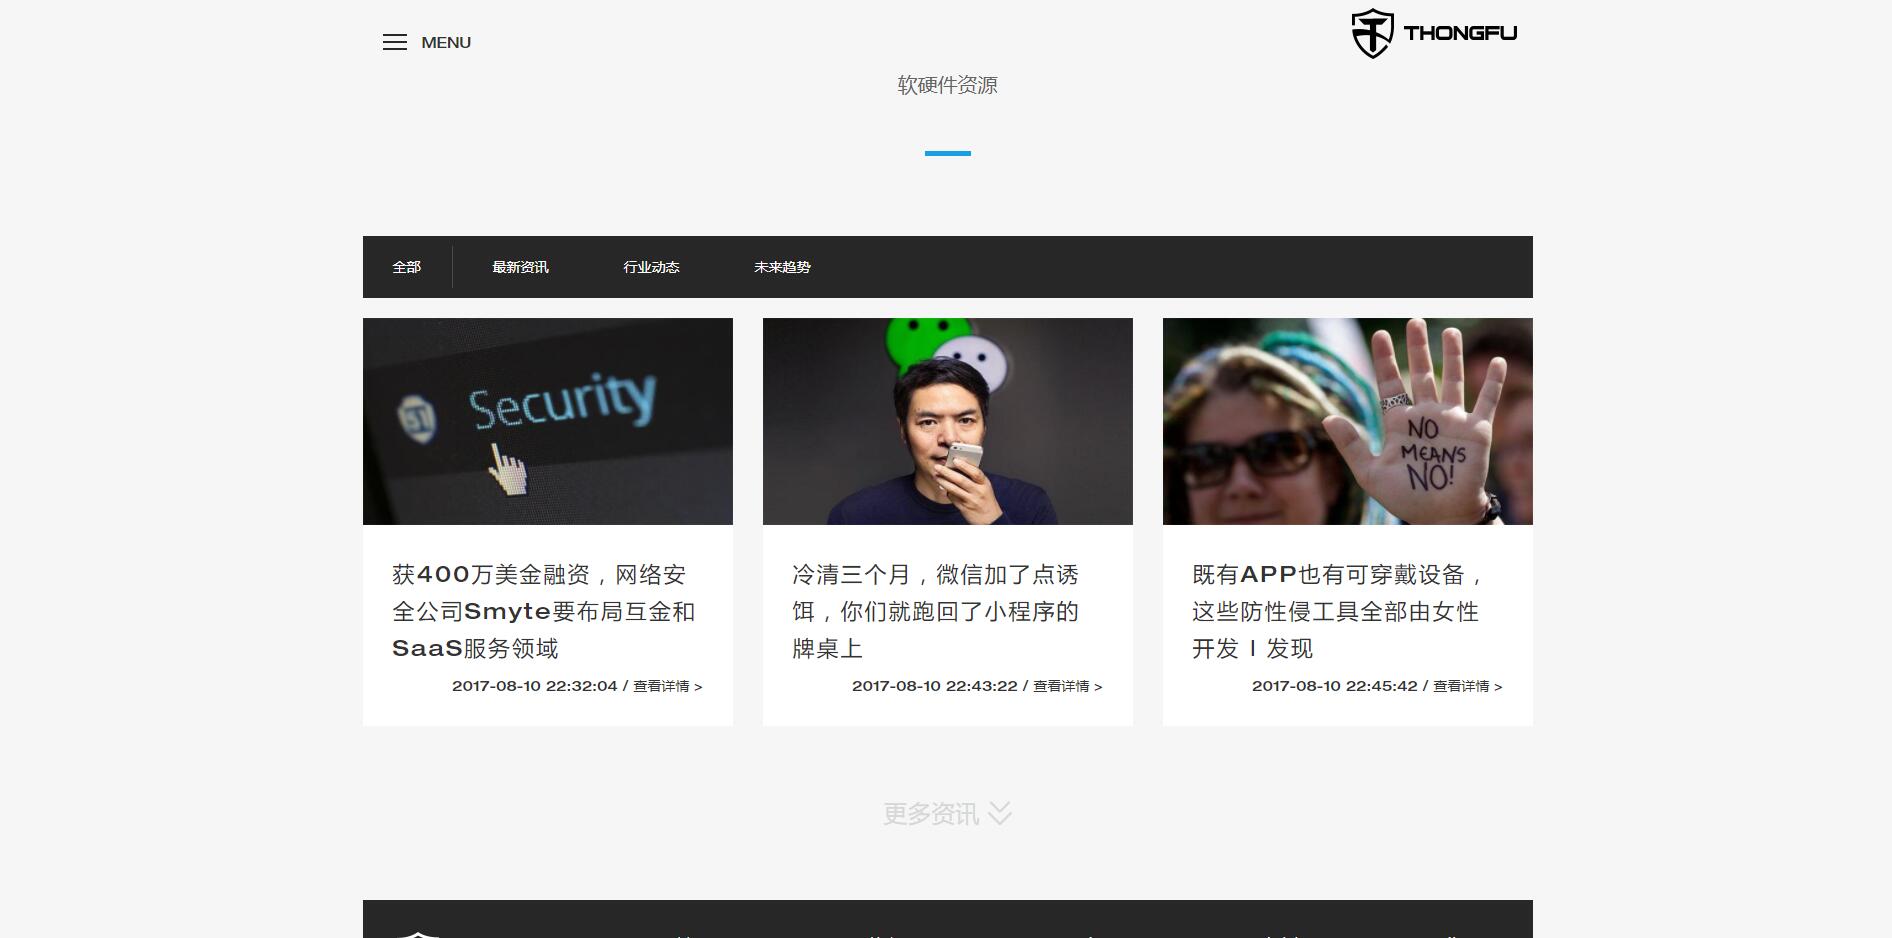 MENU
THONGFU
软硬件资源
全部
最新资讯
行业动态
未来趋势
Security
NO
MEANS
NO!
获400万美金融资，网络安
全公司Smyte要布局互金和
SaaS服务领域
2017-08-10 22:32:04 / 查看详情 >
冷清三个月，微信加了点诱
饵，你们就跑回了小程序的
牌桌上
2017-08-10 22:43:22 / 查看详情 >
既有APP也有可穿戴设备，
这些防性侵工具全部由女性
开发 I 发现
2017-08-10 22:45:42 / 查看详情 >
更多资讯